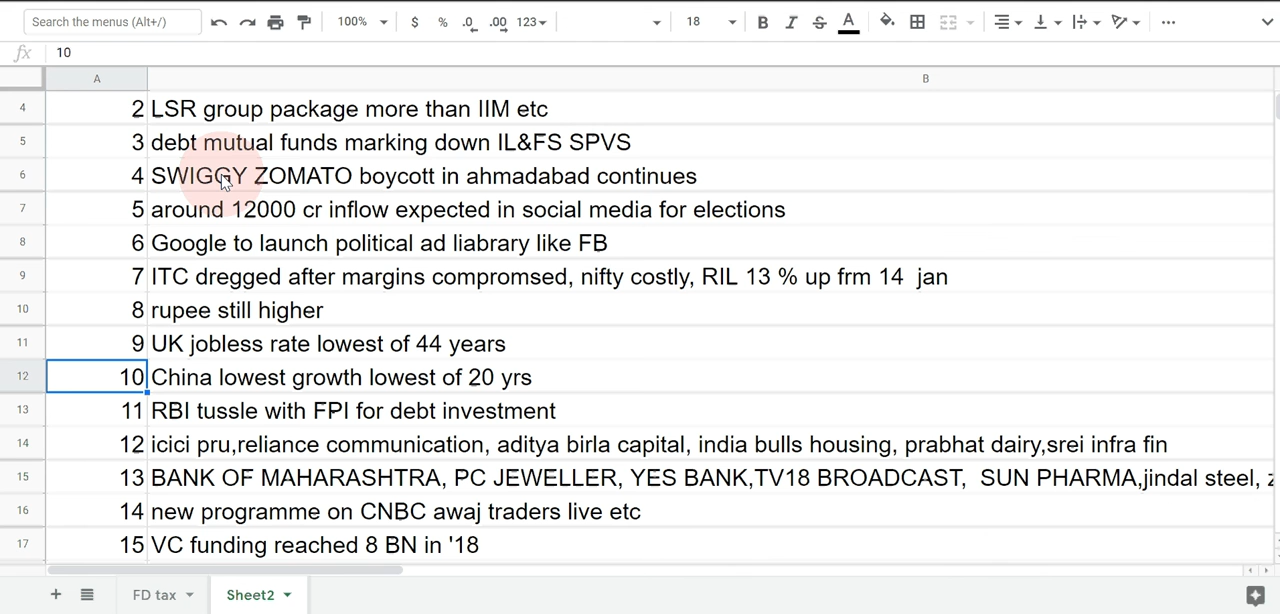 Search the menus (Alt+/) 100% $ % .0 .00 123 18 B I S A
fx 10
A B
4 2 LSR group package more than IIM etc
5 3 debt mutual funds marking down IL&FS SPVS
6 4 SWIGGY ZOMATO boycott in ahmadabad continues
7 5 around 12000 cr inflow expected in social media for elections
8 6 Google to launch political ad liabrary like FB
9 7 ITC dregged after margins compromsed, nifty costly, RIL 13 % up frm 14 jan
10 8 rupee still higher
11 9 UK jobless rate lowest of 44 years
12 10 China lowest growth lowest of 20 yrs
13 11 RBI tussle with FPI for debt investment
14 12 icici pru,reliance communication, aditya birla capital, india bulls housing, prabhat dairy,srei infra fin
15 13 BANK OF MAHARASHTRA, PC JEWELLER, YES BANK,TV18 BROADCAST, SUN PHARMA,jindal steel,
16 14 new programme on CNBC awaj traders live etc
17 15 VC funding reached 8 BN in '18
FD tax Sheet2